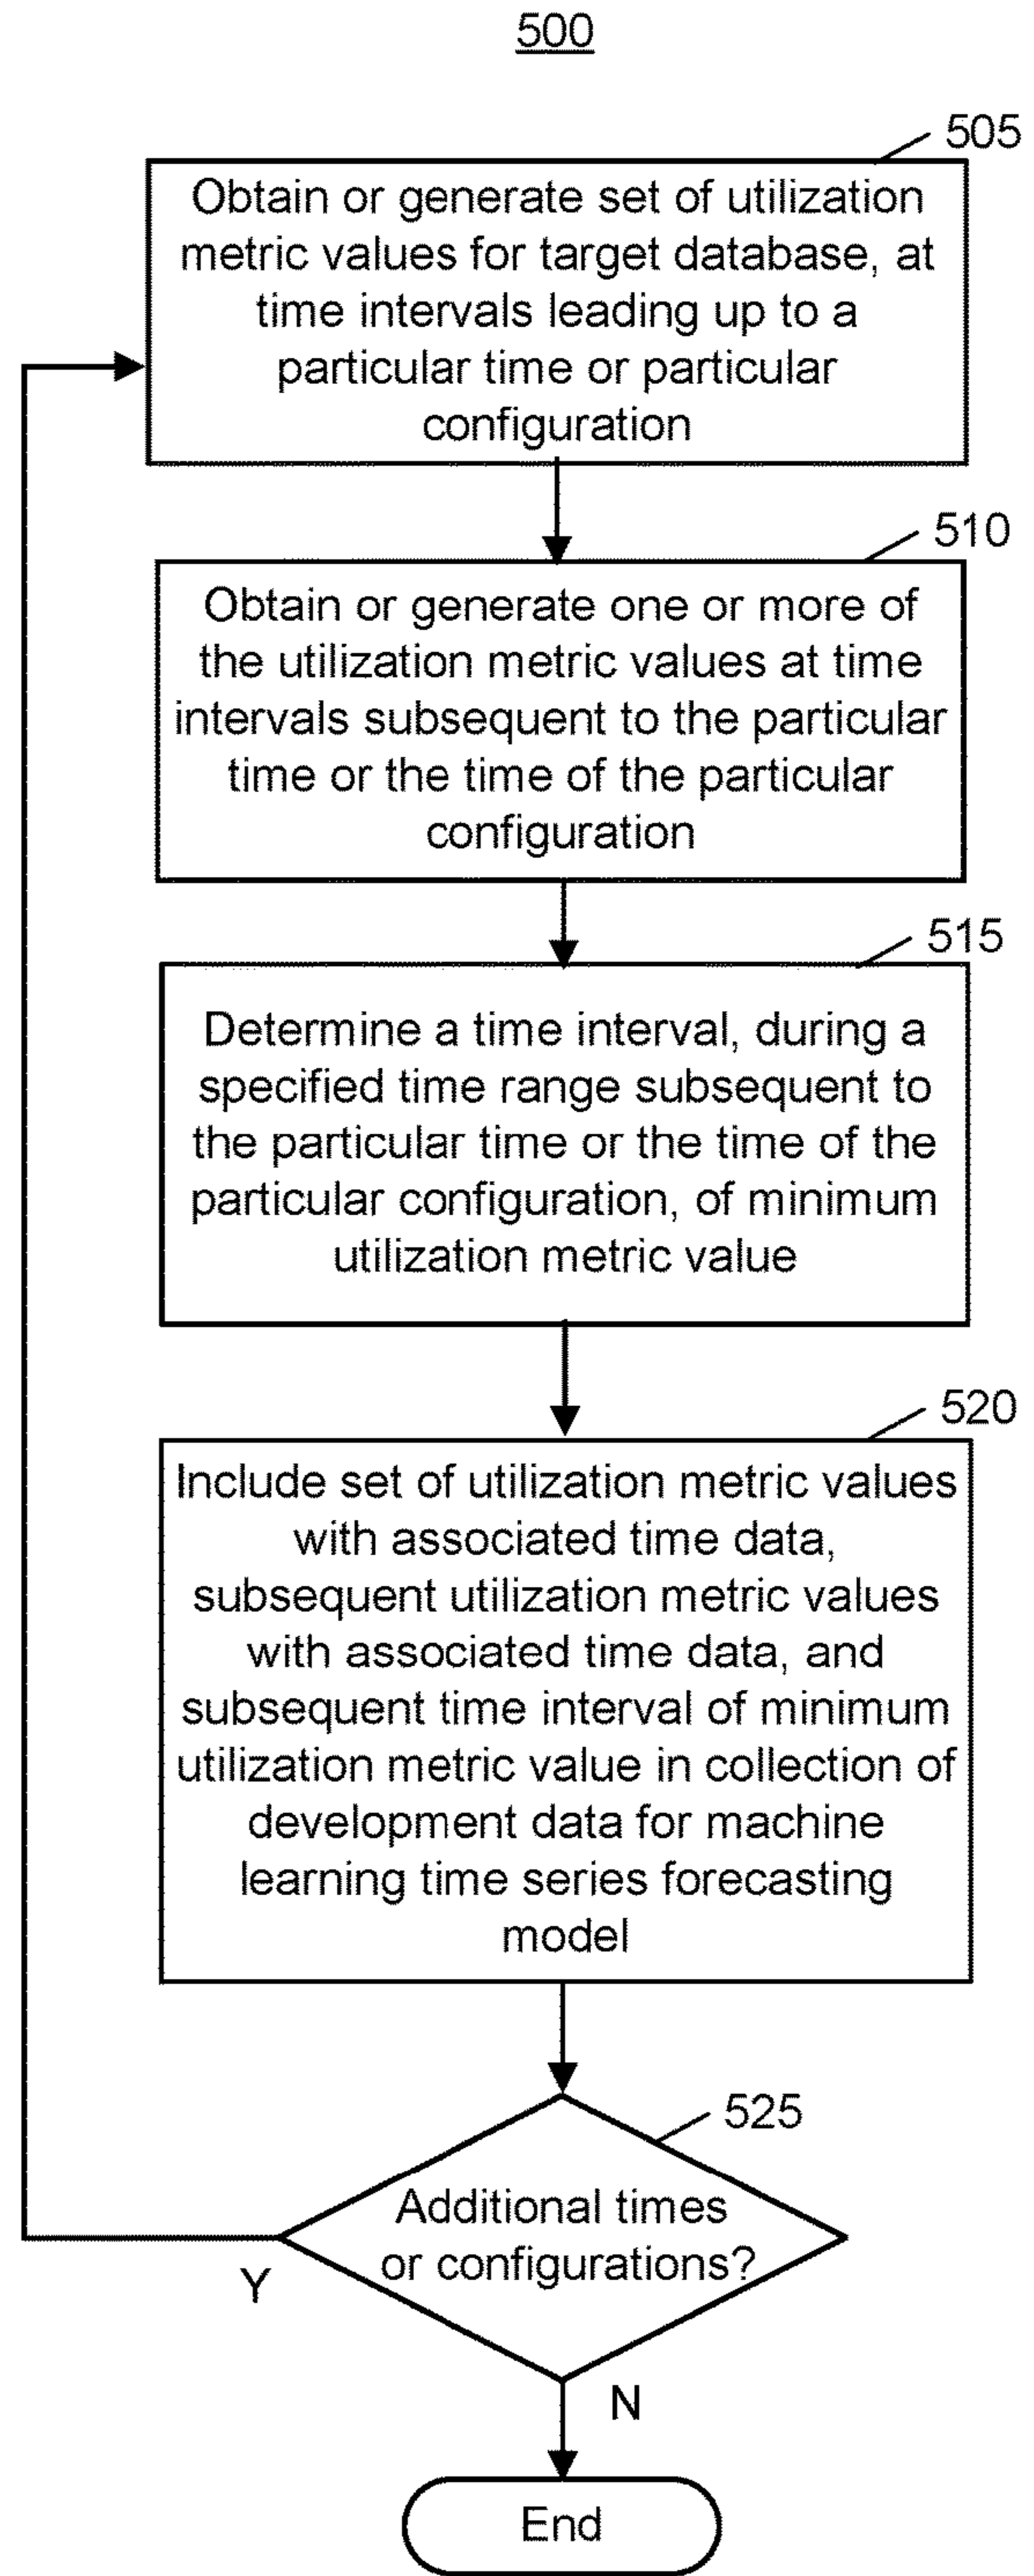 500
505
Obtain or generate set of utilization
metric values for target database, at
time intervals leading up to a
particular time or particular
configuration
510
Obtain or generate one or more of
the utilization metric values at time
intervals subsequent to the particular
time or the time of the particular
configuration
515
Determine a time interval, during a
specified time range subsequent to
the particular time or the time of the
particular configuration, of minimum
utilization metric value
520
Include set of utilization metric values
with associated time data,
subsequent utilization metric values
with associated time data, and
subsequent time interval of minimum
utilization metric value in collection of
development data for machine
learning time series forecasting
model
525
Additional times
or configurations?
Y
N
End